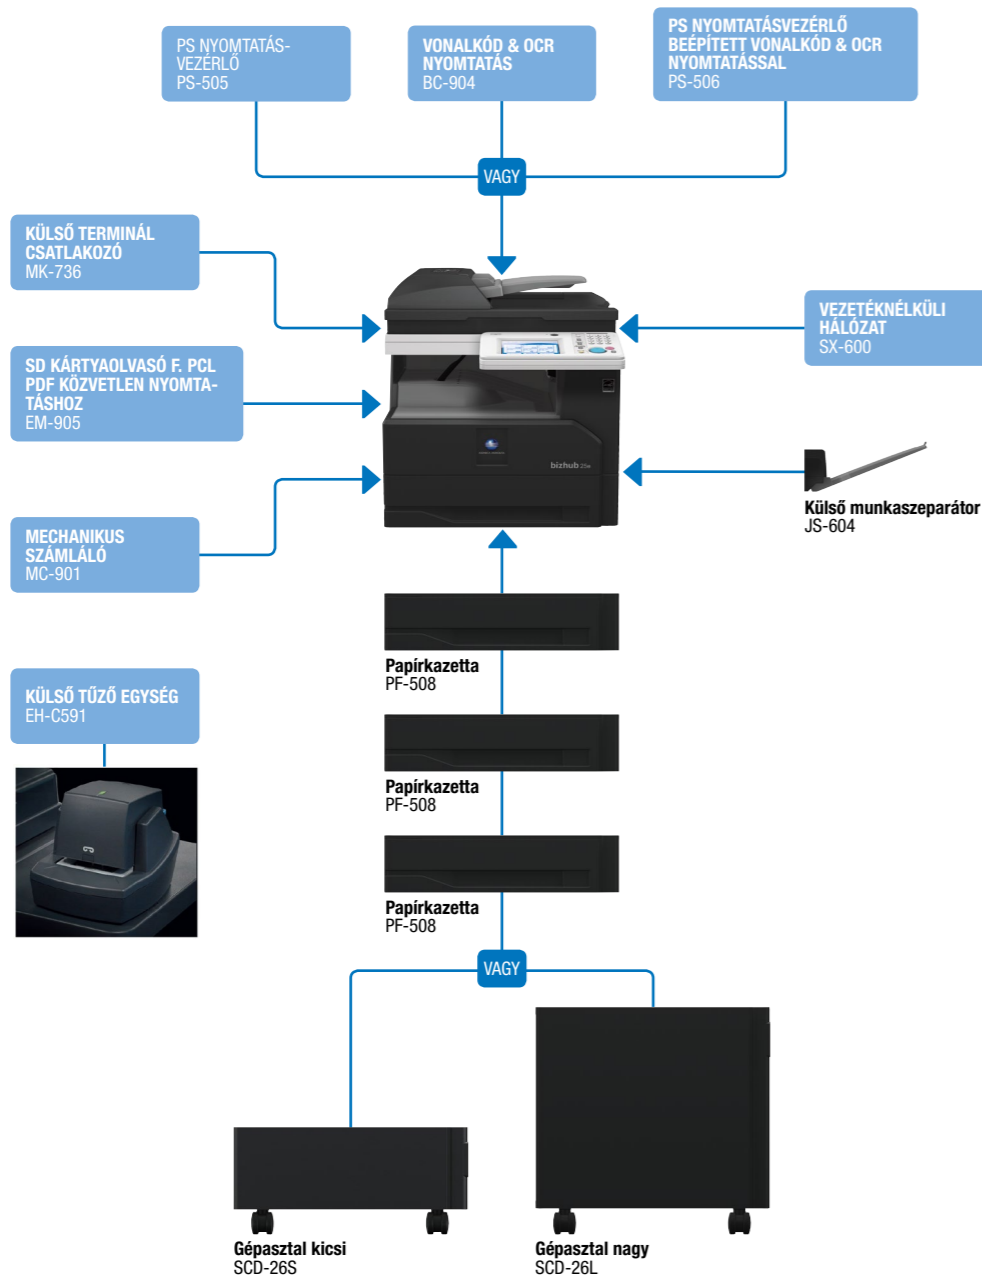 PS NYOMTATÁS-
VEZÉRLŐ
PS-505
VONALKÓD & OCR
NYOMTATÁS
BC-904
PS NYOMTATÁSVEZÉRLŐ
BEÉPÍTETT VONALKÓD & OCR
NYOMTATÁSSAL
PS-506
VAGY
KÜLSŐ TERMINÁL
CSATLAKOZÓ
MK-736
VEZETÉKNÉLKÜLI
HÁLÓZAT
SX-600
SD KÁRTYAOLVASÓ F. PCL
PDF KÖZVETLEN NYOMTA-
TÁSHOZ
EM-905
bizhub 25e
Külső munkaszeparátor
JS-604
MECHANIKUS
SZÁMLÁLÓ
MC-901
Papírkazetta
PF-508
KÜLSŐ TŰZŐ EGYSÉG
EH-C591
Papírkazetta
PF-508
Papírkazetta
PF-508
VAGY
Gépasztal kicsi
SCD-26S
Gépasztal nagy
SCD-26L